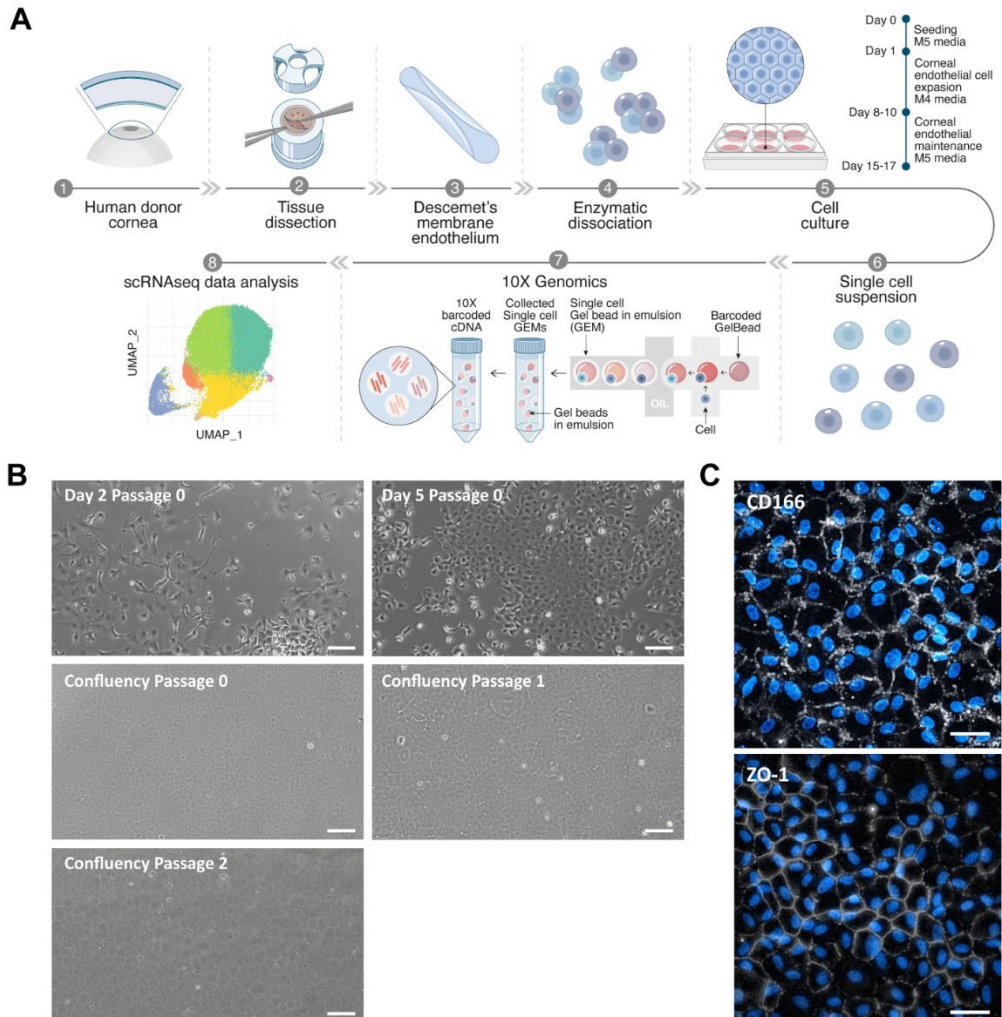 A
Day 0
Seeding
M5 media
Day 1
Corneal
endothelial cell
expasion
M4 media
Day 8-10
Corneal
endothelial
maintenance
M5 media
Day 15-17
1
Human donor
cornea
2
Tissue
dissection
3
Descemet's
membrane
endothelium
4
Enzymatic
dissociation
5
Cell
culture
8
scRNAseq data analysis
UMAP_2
UMAP_1
7
10X Genomics
10X
barcoded
cDNA
Collected
Single cell
GEMs
Single cell
Gel bead in emulsion
(GEM)
Barcoded
GelBead
OIL
Gel beads
in emulsion
Cell
6
Single cell
suspension
B
Day 2 Passage 0
Day 5 Passage 0
Confluency Passage 0
Confluency Passage 1
Confluency Passage 2
C
CD166
ZO-1